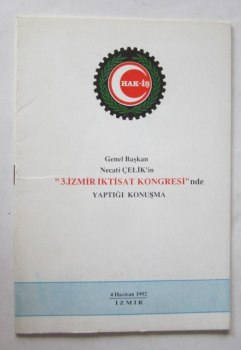 HAK-İŞ
Genel Başkan
Necati ÇELİK'in
"3.İZMİR İKTİSAT KONGRESİ"nde
YAPTIĞI KONUŞMA
4 Haziran 1992
İZMİR